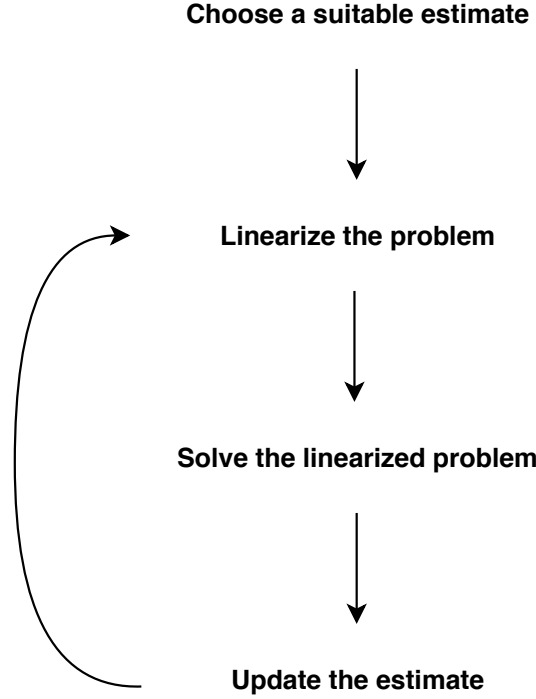 Choose a suitable estimate
Linearize the problem
Solve the linearized problem
Update the estimate